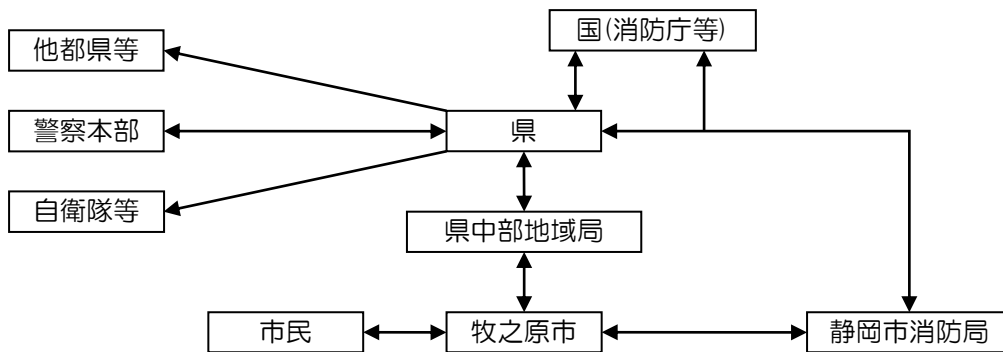 国(消防庁等)
他都県等
警察本部
県
自衛隊等
県中部地域局
市民
牧之原市
静岡市消防局